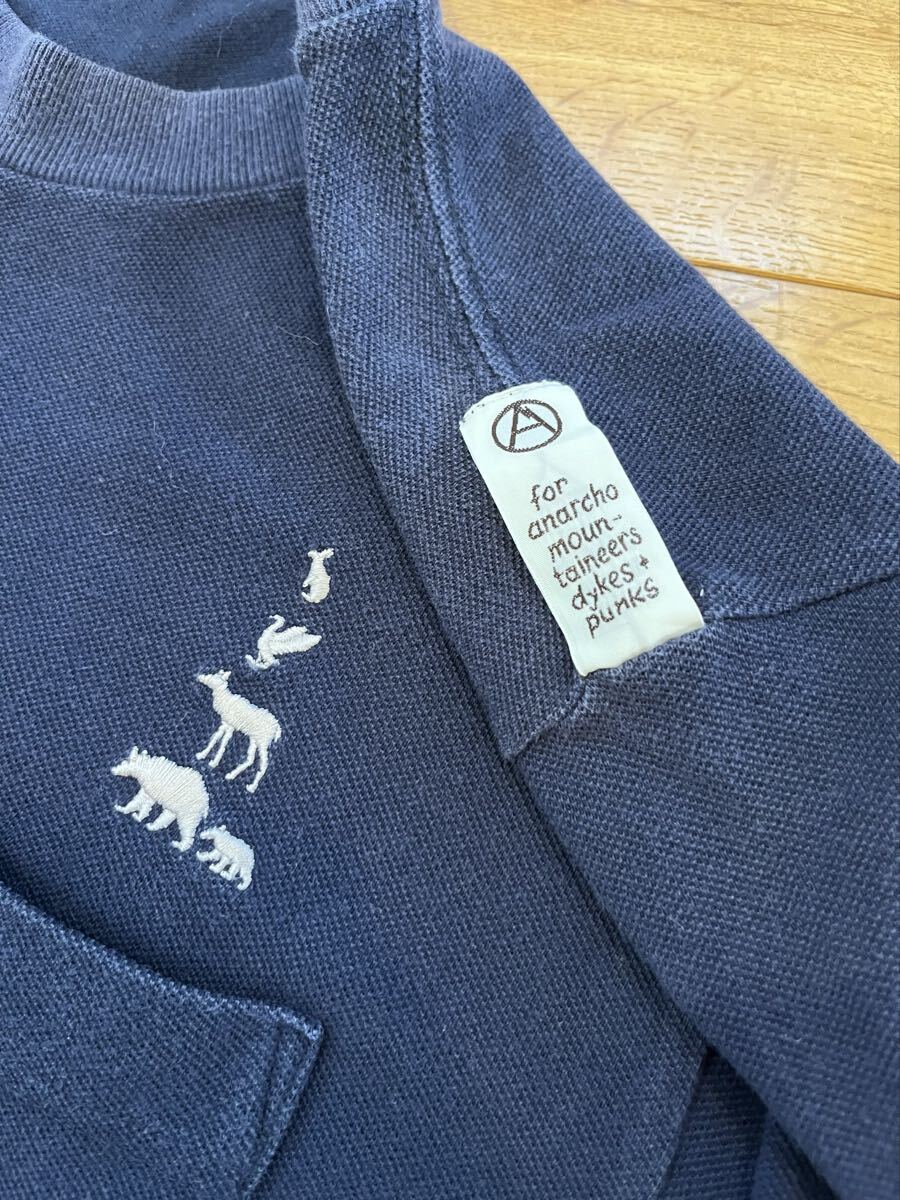 A
for
anarcho
moun-
taineers
dykes +
punks